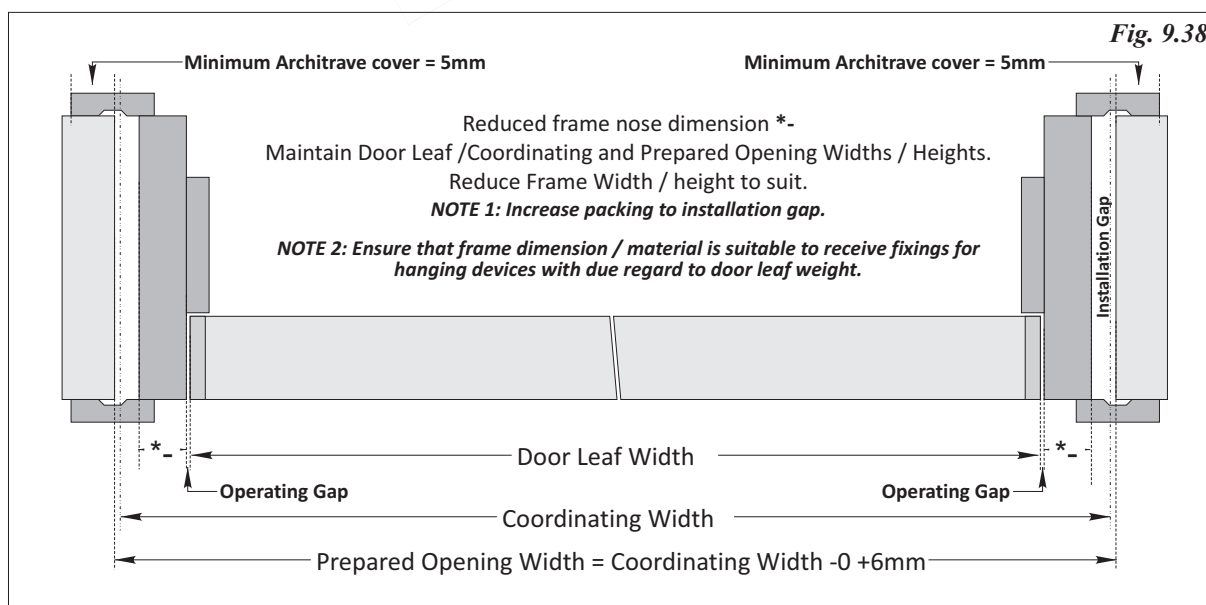 Fig. 9.38
Minimum Architrave cover = 5mm
Minimum Architrave cover = 5mm
Reduced frame nose dimension *-
Maintain Door Leaf /Coordinating and Prepared Opening Widths / Heights.
Reduce Frame Width / height to suit.
NOTE 1: Increase packing to installation gap.
NOTE 2: Ensure that frame dimension / material is suitable to receive fixings for
hanging devices with due regard to door leaf weight.
Installation Gap
*-
Door Leaf Width
*-
Operating Gap
Operating Gap
Coordinating Width
Prepared Opening Width = Coordinating Width -0 +6mm